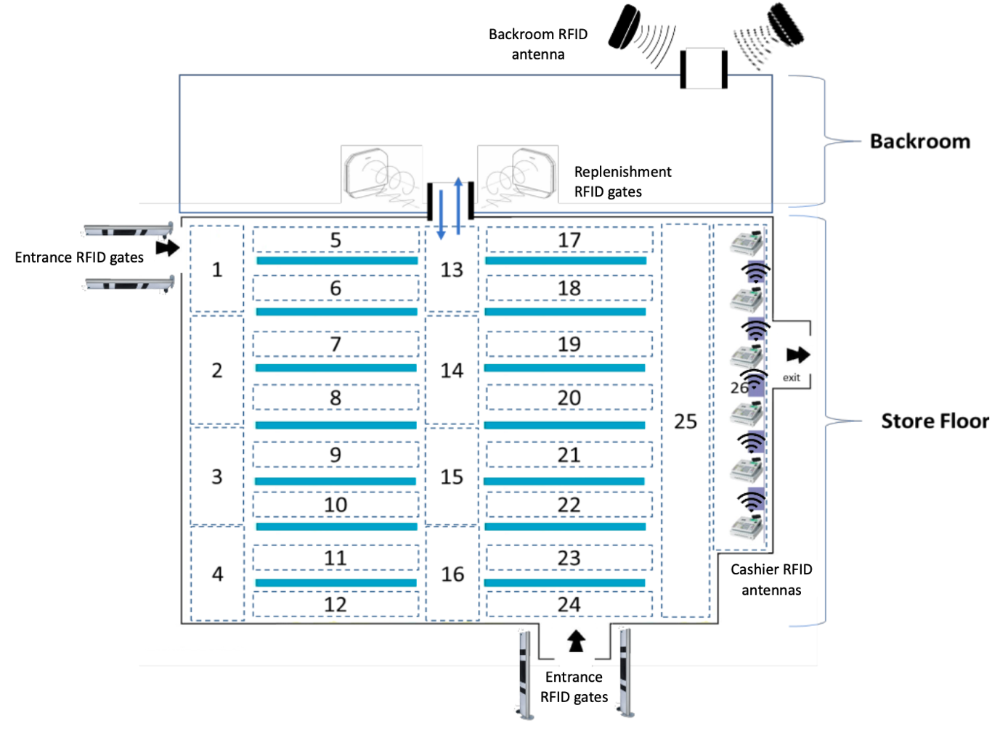 Backroom RFID
antenna
Backroom
Replenishment
RFID gates
Entrance RFID gates
1
2
3
4
5
6
7
8
9
10
11
12
13
14
15
16
17
18
19
20
21
22
23
24
25
26
exit
Store Floor
Cashier RFID
antennas
Entrance
RFID gates